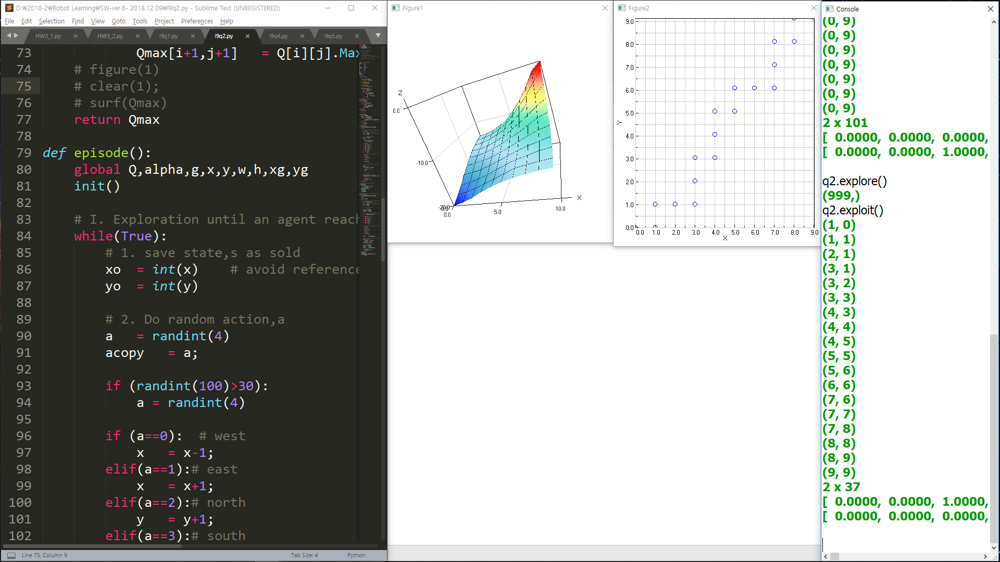 D:₩2018-2₩Robot Learning₩SW-ver.6- 2018.12.09₩l9q2.py - Sublime Text (UNREGISTERED)
File Edit Selection Find View Goto Tools Project Preferences Help
HW3_1.py HW3_2.py l9q1.py l9q2.py l9q4.py l9q5.py
73 Qmax[i+1,j+1] = Q[i][j].Max
74 # figure(1)
75 # clear(1);
76 # surf(Qmax)
77 return Qmax
78
79 def episode():
80 global Q,alpha,g,x,y,w,h,xg,yg
81 init()
82
83 # I. Exploration until an agent reach
84 while(True):
85 # 1. save state,s as sold
86 xo = int(x) # avoid reference
87 yo = int(y)
88
89 # 2. Do random action,a
90 a = randint(4)
91 acopy = a;
92
93 if (randint(100)>30):
94 a = randint(4)
95
96 if (a==0): # west
97 x = x-1;
98 elif(a==1):# east
99 x = x+1;
100 elif(a==2):# north
101 y = y+1;
102 elif(a==3):# south
Line 75, Column 9 Tab Size: 4 Python
Figure1
Z
0.0
-10.0
0.0
5.0
10.0
X
Figure2
9.0
8.0
7.0
6.0
5.0
Y
4.0
3.0
2.0
1.0
0.0
0.0 1.0 2.0 3.0 4.0 5.0 6.0 7.0 8.0 9.0
X
Console
(0, 9)
(0, 9)
(0, 9)
(0, 9)
(0, 9)
(0, 9)
(0, 9)
2 x 101
[ 0.0000, 0.0000, 0.0000,
[ 0.0000, 0.0000, 1.0000,
q2.explore()
(999,)
q2.exploit()
(1, 0)
(1, 1)
(2, 1)
(3, 1)
(3, 2)
(3, 3)
(4, 3)
(4, 4)
(4, 5)
(5, 5)
(5, 6)
(6, 6)
(7, 6)
(7, 7)
(7, 8)
(8, 8)
(8, 9)
(9, 9)
2 x 37
[ 0.0000, 0.0000, 1.0000,
[ 0.0000, 0.0000, 0.0000,